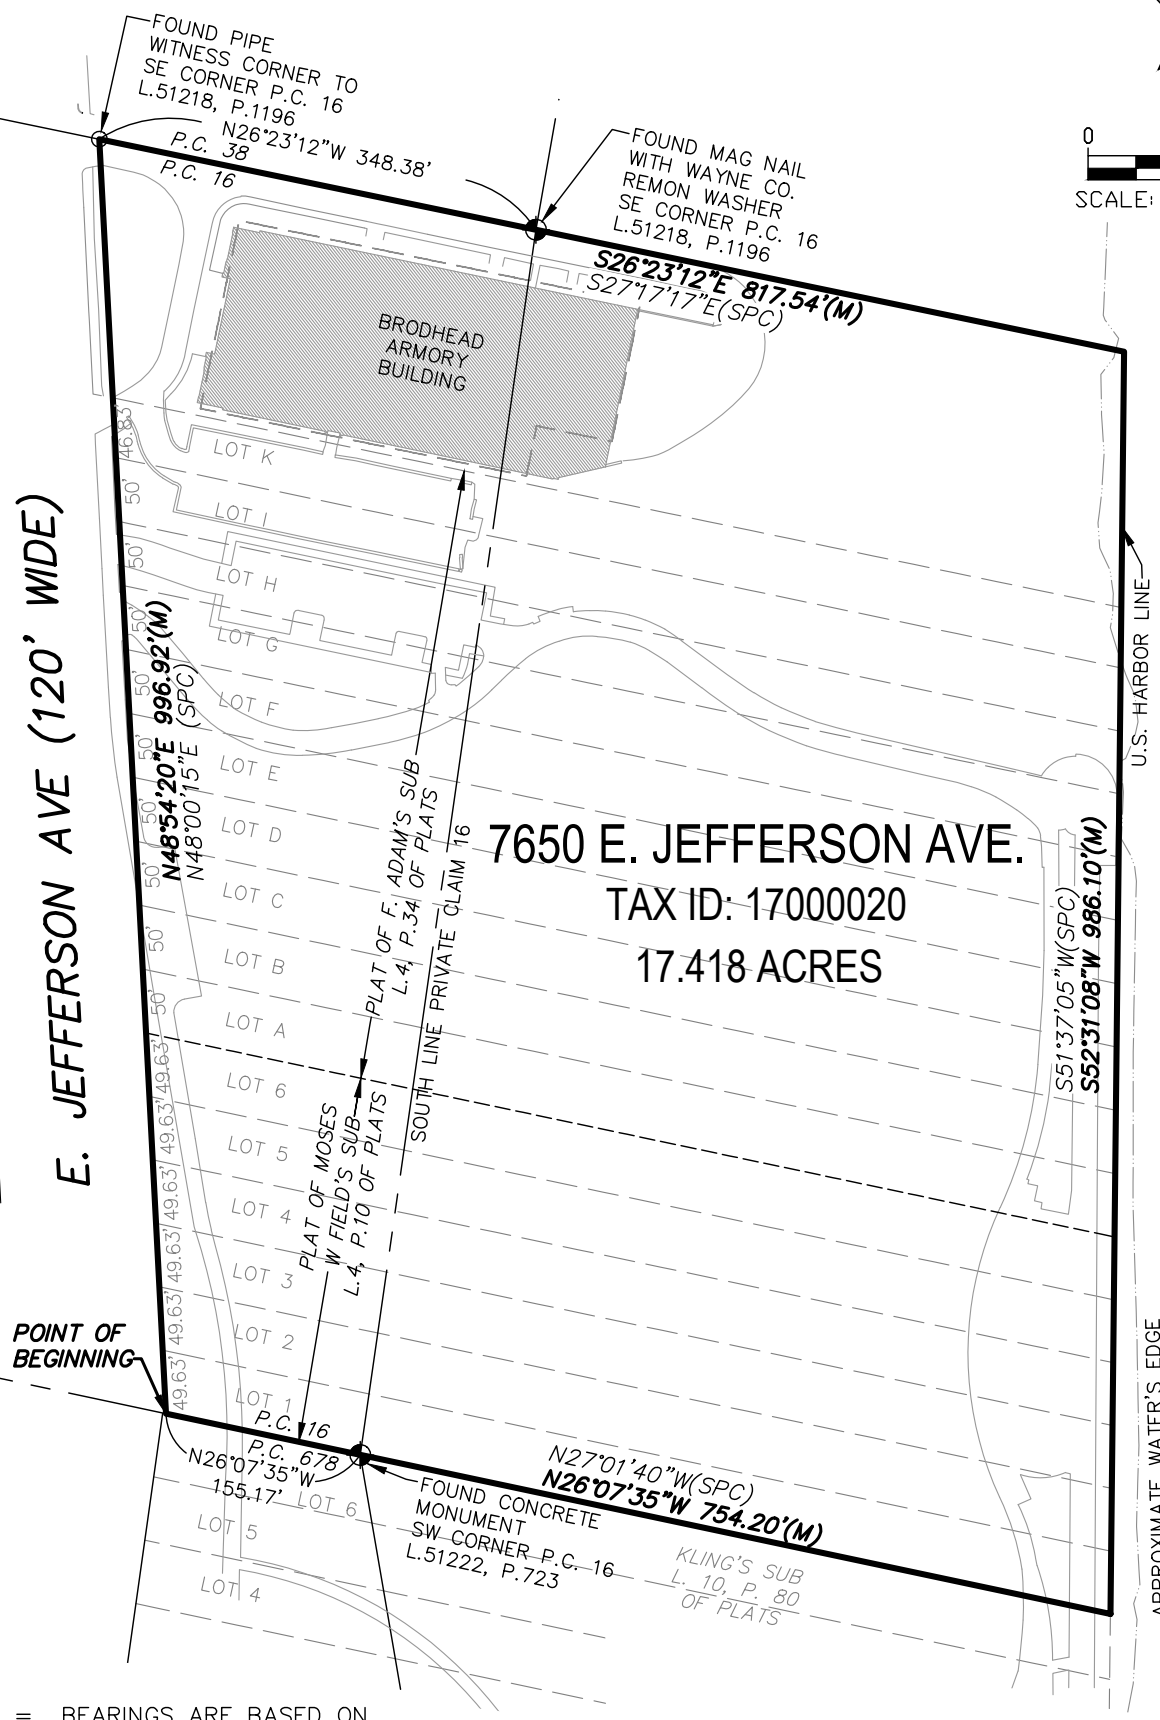 FOUND PIPE
WITNESS CORNER TO
SE CORNER P.C. 16
L.51218, P.1196
N26°23'12"W 348.38'
P.C. 38
P.C. 16
FOUND MAG NAIL
WITH WAYNE CO.
REMON WASHER
SE CORNER P.C. 16
L.51218, P.1196
0
SCALE:
S26°23'12"E 817.54'(M)
S27°17'17"E(SPC)
BRODHEAD
ARMORY
BUILDING
E. JEFFERSON AVE (120' WIDE)
N48°54'20"E 996.92'(M)
N48°00'15"E (SPC)
46.83'
50'
50'
50'
50'
50'
50'
50'
50'
50'
49.63'
49.63'
49.63'
49.63'
49.63'
49.63'
LOT K
LOT I
LOT H
LOT G
LOT F
LOT E
LOT D
LOT C
LOT B
LOT A
LOT 6
LOT 5
LOT 4
LOT 3
LOT 2
LOT 1
PLAT OF F. ADAM'S SUB
L.4, P.34 OF PLATS
SOUTH LINE PRIVATE CLAIM 16
PLAT OF MOSES
W FIELD'S SUB
L.4, P.10 OF PLATS
7650 E. JEFFERSON AVE.
TAX ID: 17000020
17.418 ACRES
U.S. HARBOR LINE
S51°37'05"W(SPC)
S52°31'08"W 986.10'(M)
APPROXIMATE WATER'S EDGE
POINT OF
BEGINNING
P.C. 16
P.C. 678
N26°07'35"W
155.17'
LOT 6
LOT 5
LOT 4
FOUND CONCRETE
MONUMENT
SW CORNER P.C. 16
L.51222, P.723
N27°01'40"W(SPC)
N26°07'35"W 754.20'(M)
KLING'S SUB
L. 10, P. 80
OF PLATS
= BEARINGS ARE BASED ON